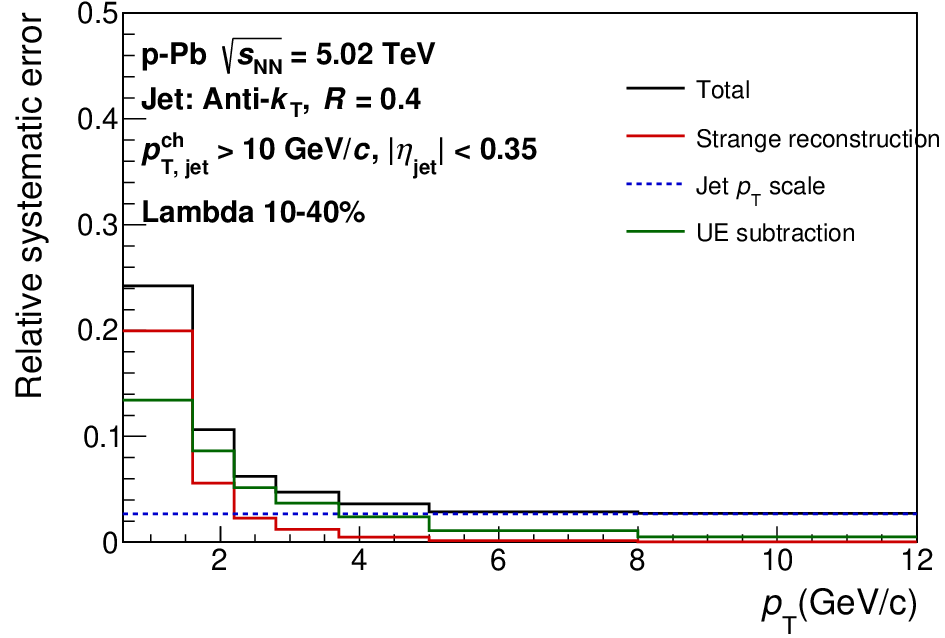 Relative systematic error
0.5
0.4
0.3
0.2
0.1
0
p-Pb √sNN = 5.02 TeV
Jet: Anti-kT, R = 0.4
pchT, jet > 10 GeV/c, |ηjet| < 0.35
Lambda 10-40%
Total
Strange reconstruction
Jet pT scale
UE subtraction
2 4 6 8 10 12
pT(GeV/c)